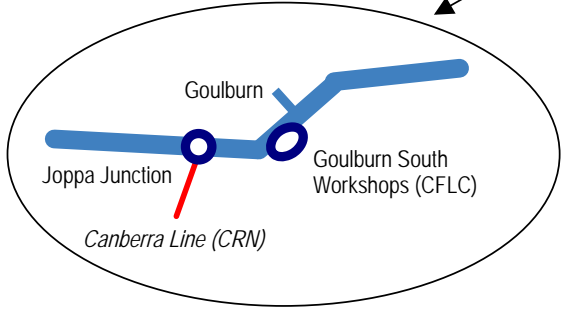 Goulburn
Joppa Junction
Goulburn South
Workshops (CFLC)
Canberra Line (CRN)